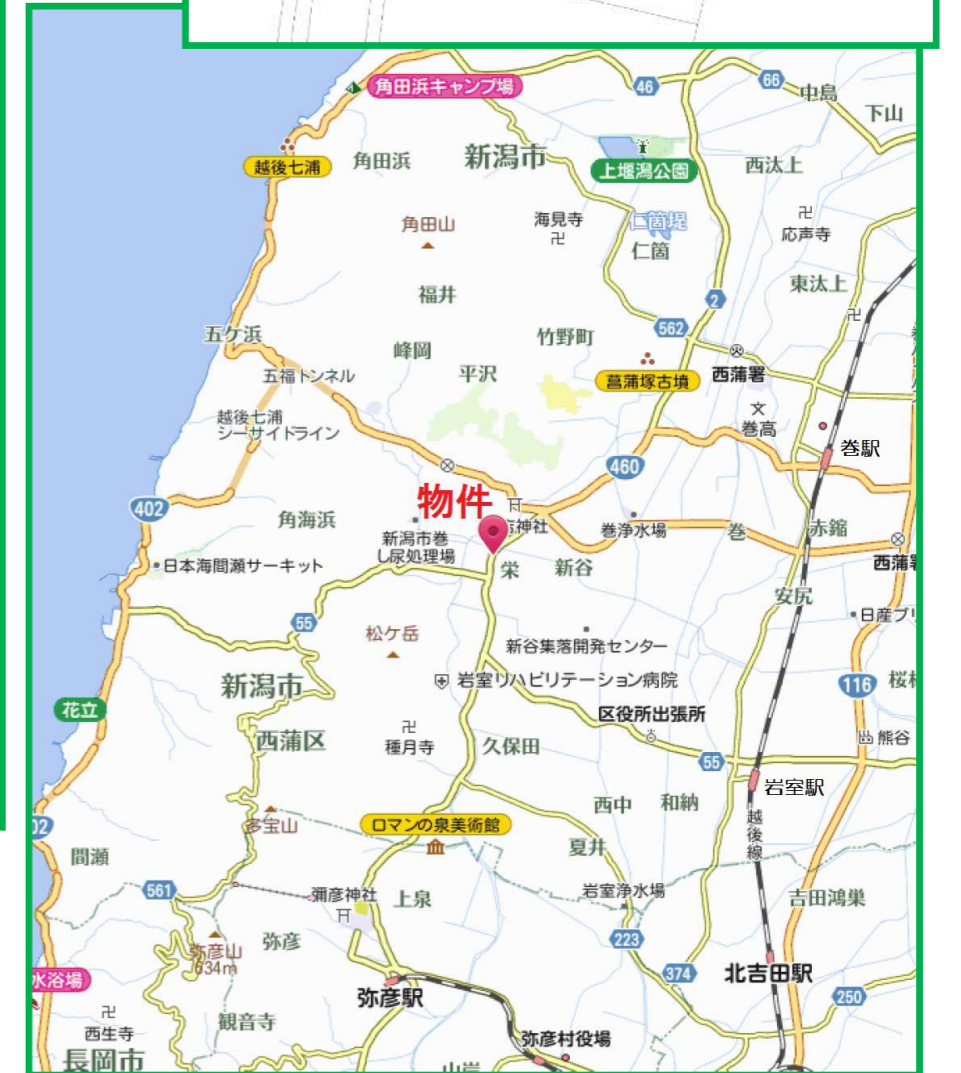 角田浜キャンプ場
46
66
中島
下山
越後七浦
角田浜
新潟市
上堰潟公園
西汰上
角田山
海見寺
仁箇堤
仁箇
応声寺
東汰上
福井
2
五ケ浜
562
竹野町
峰岡
五福トンネル
平沢
菖蒲塚古墳
西蒲署
越後七浦
シーサイドライン
巻高
巻駅
460
402
物件
角海浜
新潟市巻
し尿処理場
神社
巻浄水場
巻
赤鏥
日本海間瀬サーキット
栄
新谷
西蒲
安尻
55
松ケ岳
新谷集落開発センター
日産プリ
新潟市
岩室リハビリテーション病院
116
桜林
花立
区役所出張所
西蒲区
種月寺
久保田
55
熊谷
岩室駅
西中
和納
多宝山
ロマンの泉美術館
越後線
02
間瀬
夏井
561
彌彦神社
上泉
岩室浄水場
吉田鴻巣
弥彦山
634m
弥彦
223
水浴場
374
北吉田駅
弥彦駅
250
西生寺
観音寺
弥彦村役場
長岡市
山岸